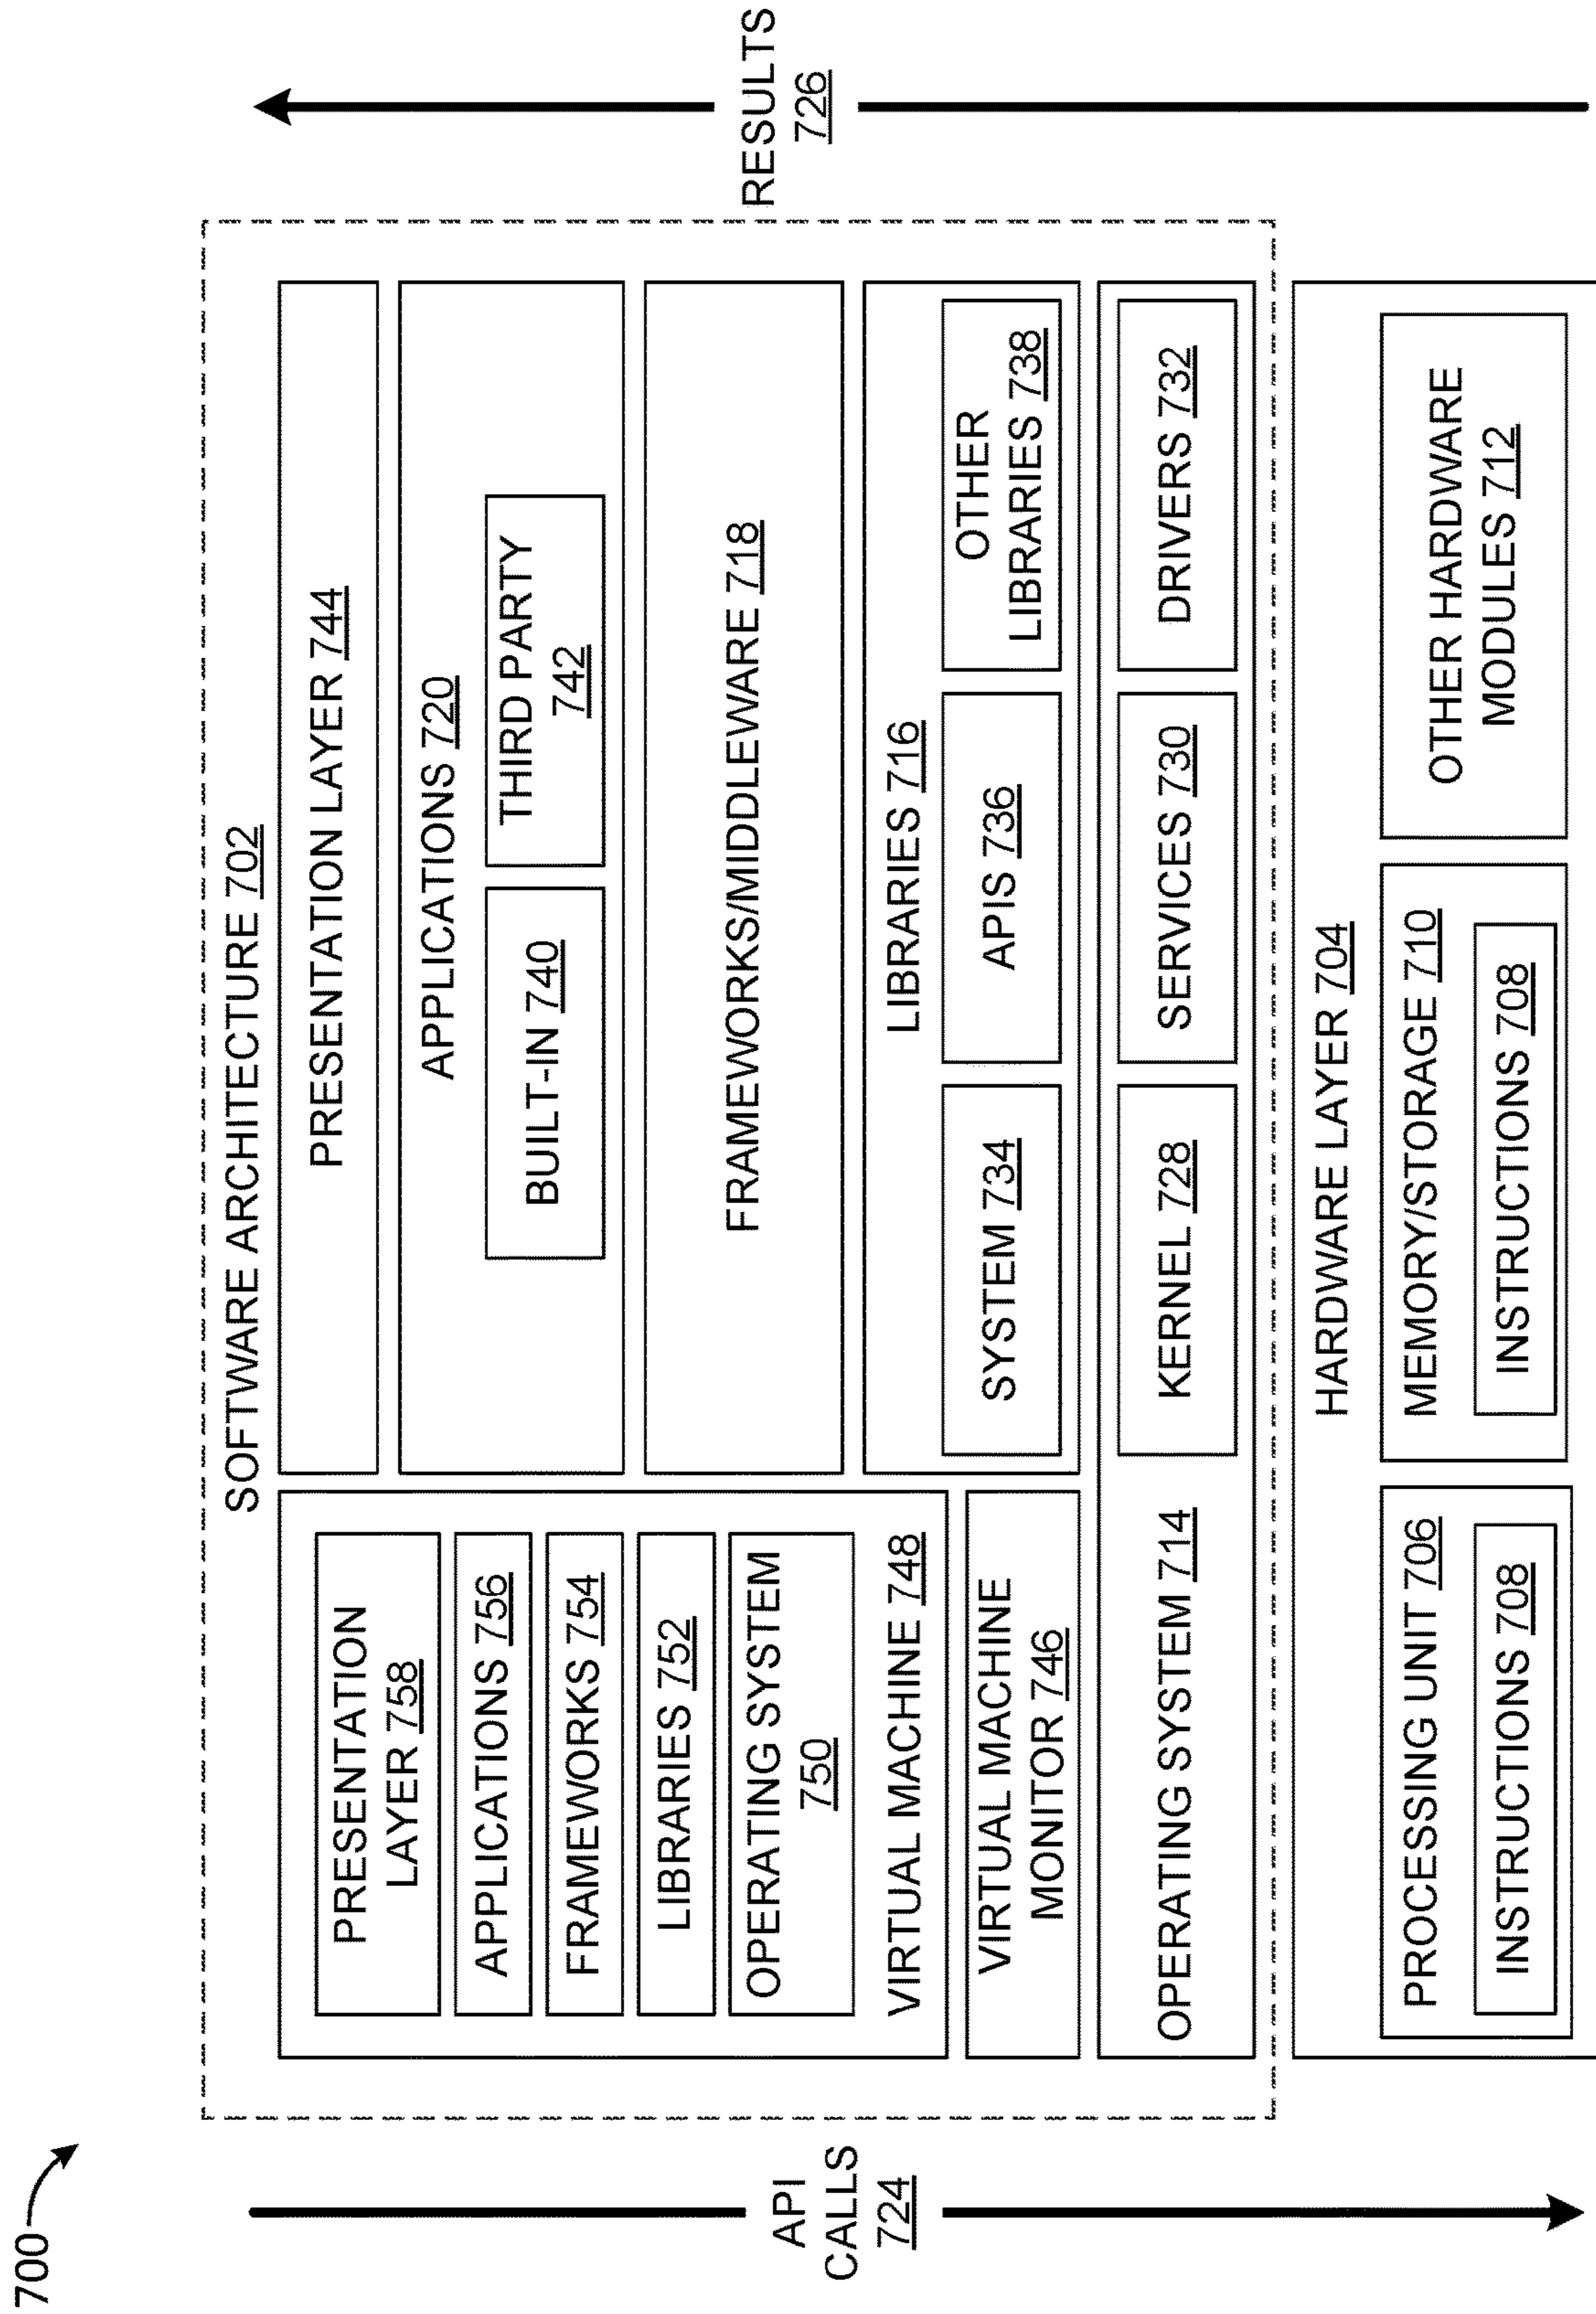 700
SOFTWARE ARCHITECTURE 702
PRESENTATION
LAYER 758
APPLICATIONS 756
FRAMEWORKS 754
LIBRARIES 752
OPERATING SYSTEM
750
VIRTUAL MACHINE 748
VIRTUAL MACHINE
MONITOR 746
PRESENTATION LAYER 744
APPLICATIONS 720
BUILT-IN 740
THIRD PARTY
742
FRAMEWORKS/MIDDLEWARE 718
LIBRARIES 716
SYSTEM 734
APIS 736
OTHER
LIBRARIES 738
OPERATING SYSTEM 714
KERNEL 728
SERVICES 730
DRIVERS 732
HARDWARE LAYER 704
PROCESSING UNIT 706
INSTRUCTIONS 708
MEMORY/STORAGE 710
INSTRUCTIONS 708
OTHER HARDWARE
MODULES 712
API
CALLS
724
RESULTS
726